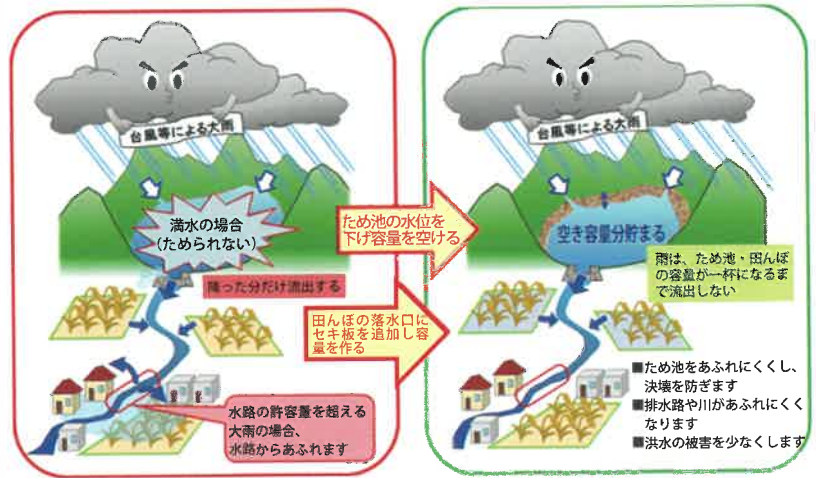 台風等による大雨
満水の場合
(ためられない)
降った分だけ流出する
水路の許容量を超える
大雨の場合、
水路からあふれます
ため池の水位を
下げ容量を空ける
田んぼの落水口に
セキ板を追加し容
量を作る
台風等による大雨
空き容量分貯まる
雨は、ため池・田んぼ
の容量が一杯になるま
で流出しない
■ため池をあふれにくくし、
決壊を防ぎます
■排水路や川があふれにくく
なります
■洪水の被害を少なくします